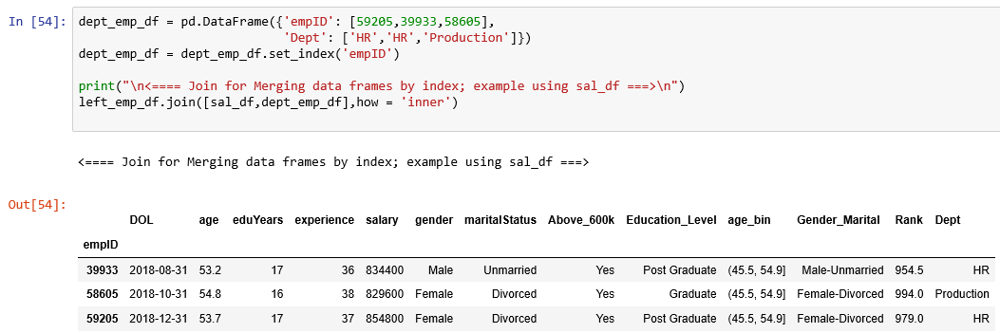 In [54]: dept_emp_df = pd.DataFrame({'empID': [59205,39933,58605],
'Dept': ['HR','HR','Production']})
dept_emp_df = dept_emp_df.set_index('empID')
print("\n<==== Join for Merging data frames by index; example using sal_df ===>\n")
left_emp_df.join([sal_df,dept_emp_df],how = 'inner')
<==== Join for Merging data frames by index; example using sal_df ===>
Out[54]:
DOL age eduYears experience salary gender maritalStatus Above_600k Education_Level age_bin Gender_Marital Rank Dept
empID
39933 2018-08-31 53.2 17 36 834400 Male Unmarried Yes Post Graduate (45.5, 54.9] Male-Unmarried 954.5 HR
58605 2018-10-31 54.8 16 38 829600 Female Divorced Yes Graduate (45.5, 54.9] Female-Divorced 994.0 Production
59205 2018-12-31 53.7 17 37 854800 Female Divorced Yes Post Graduate (45.5, 54.9] Female-Divorced 979.0 HR